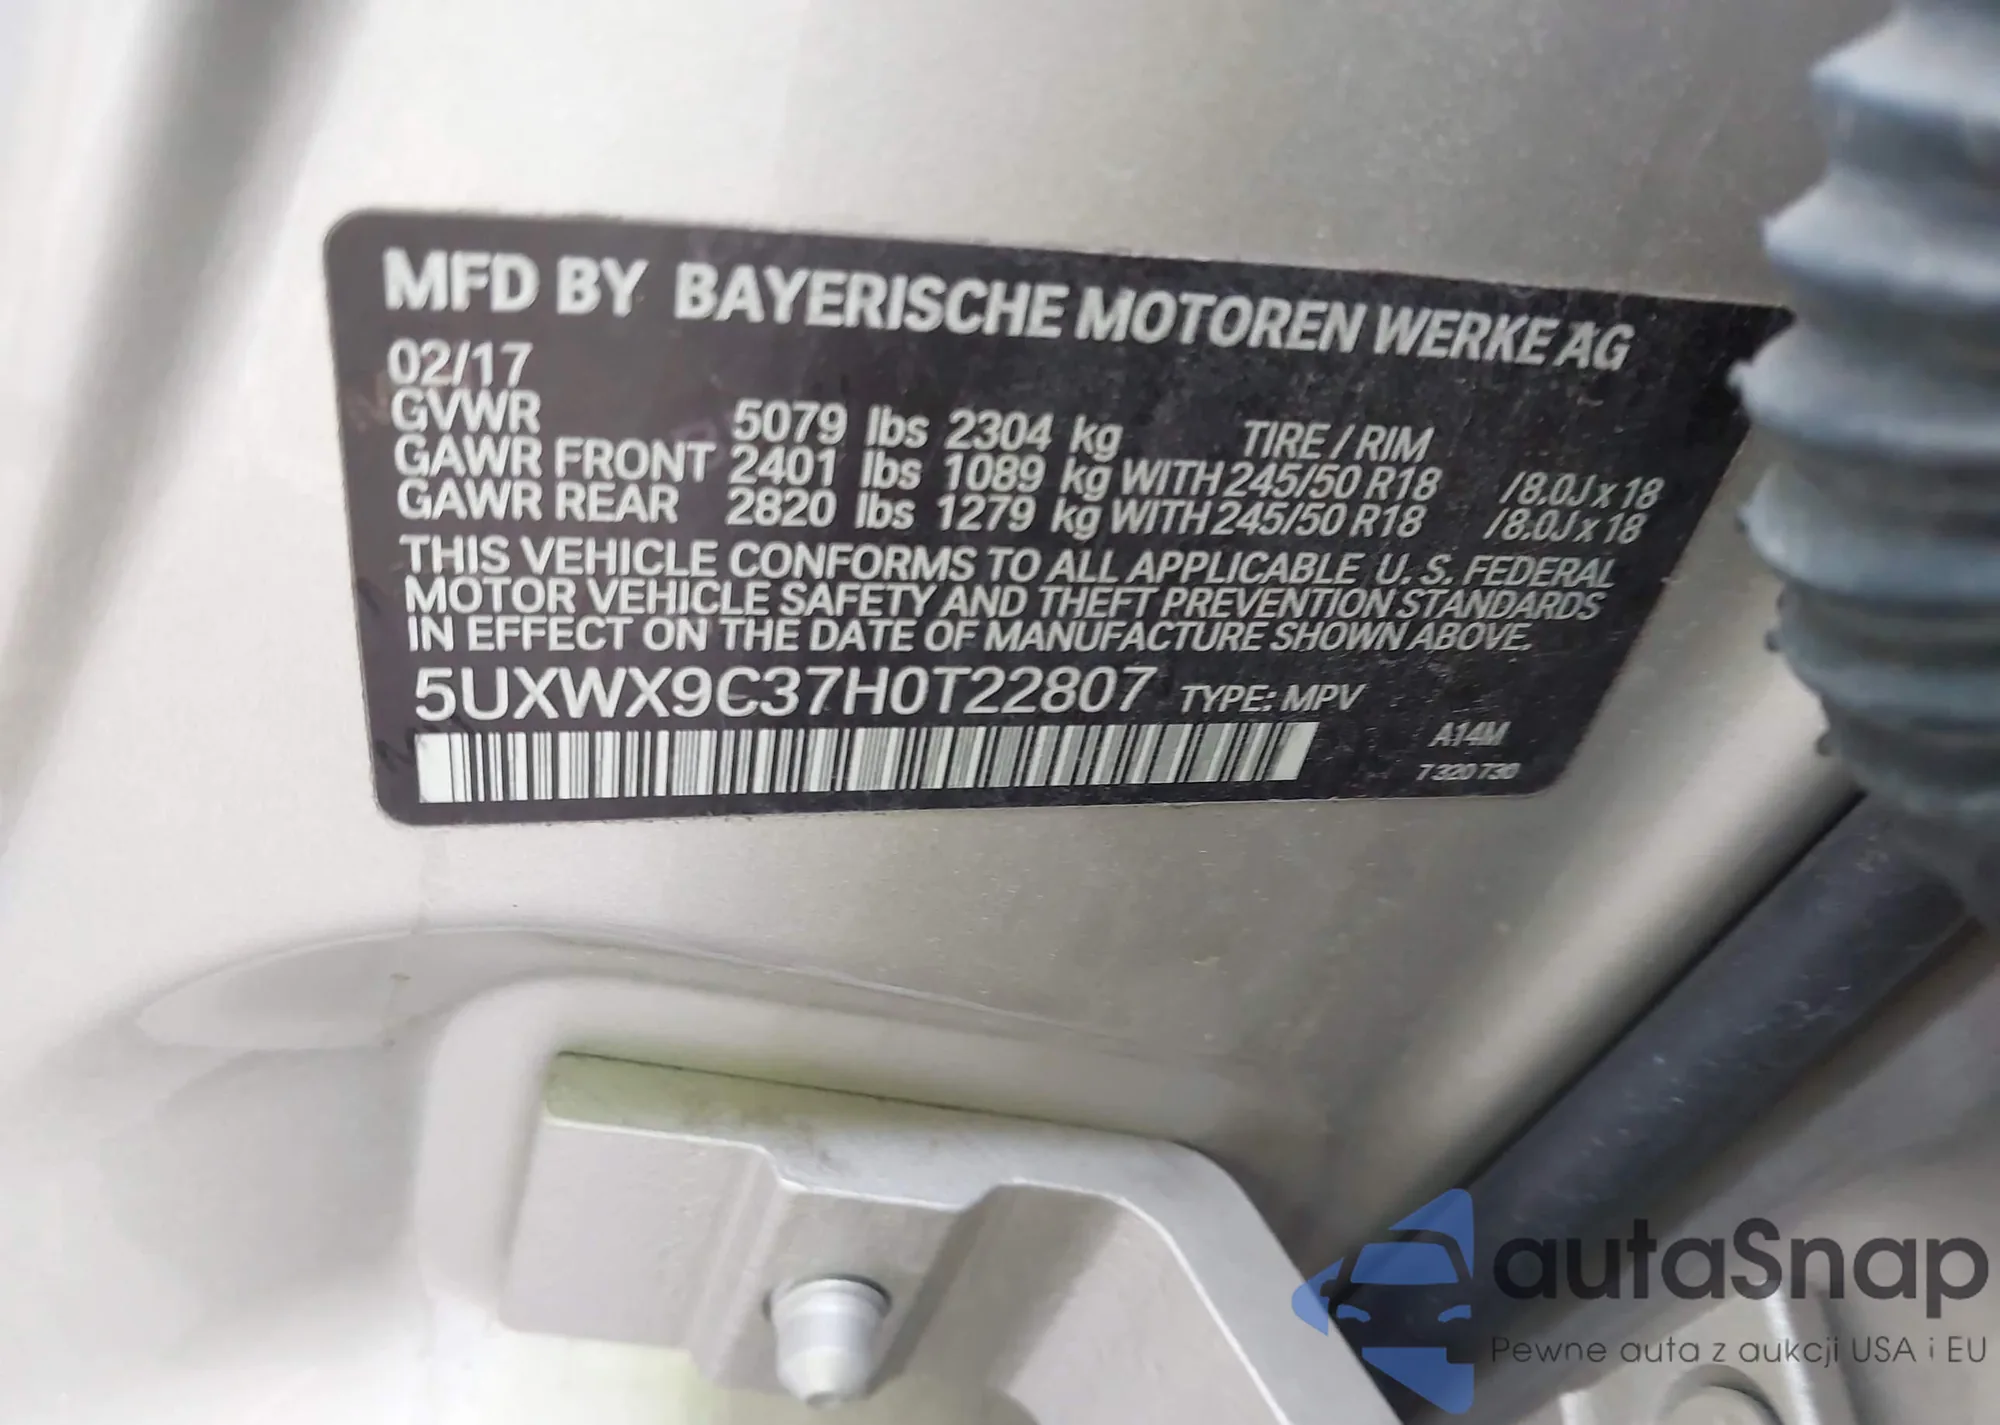 MFD BY BAYERISCHE MOTOREN WERKE AG
02/17
GVWR 5079 lbs 2304 kg TIRE / RIM
GAWR FRONT 2401 lbs 1089 kg WITH 245/50 R18 /8.0J x 18
GAWR REAR 2820 lbs 1279 kg WITH 245/50 R18 /8.0J x 18
THIS VEHICLE CONFORMS TO ALL APPLICABLE U. S. FEDERAL
MOTOR VEHICLE SAFETY AND THEFT PREVENTION STANDARDS
IN EFFECT ON THE DATE OF MANUFACTURE SHOWN ABOVE.
5UXWX9C37H0T22807 TYPE: MPV
A14M
7 320 730
autaSnap
Pewne auta z aukcji USA i EU